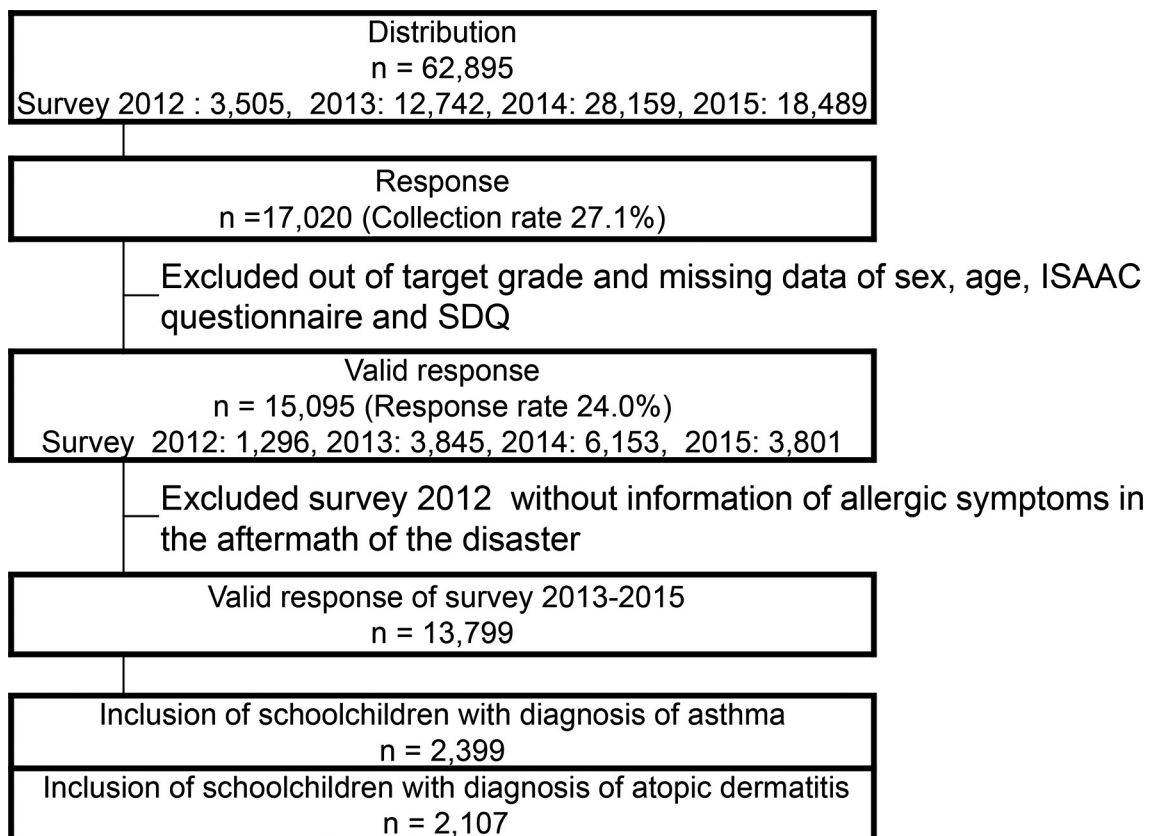 Distribution
n = 62,895
Survey 2012 : 3,505, 2013: 12,742, 2014: 28,159, 2015: 18,489
Response
n =17,020 (Collection rate 27.1%)
Excluded out of target grade and missing data of sex, age, ISAAC
questionnaire and SDQ
Valid response
n = 15,095 (Response rate 24.0%)
Survey 2012: 1,296, 2013: 3,845, 2014: 6,153, 2015: 3,801
Excluded survey 2012 without information of allergic symptoms in
the aftermath of the disaster
Valid response of survey 2013-2015
n = 13,799
Inclusion of schoolchildren with diagnosis of asthma
n = 2,399
Inclusion of schoolchildren with diagnosis of atopic dermatitis
n = 2,107